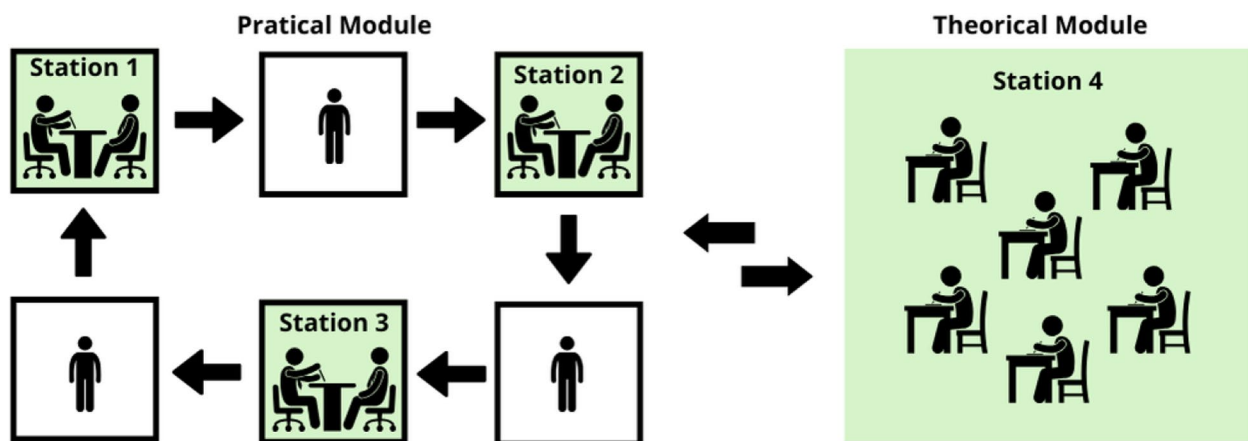 Pratical Module
Theorical Module
Station 1
Station 2
Station 3
Station 4